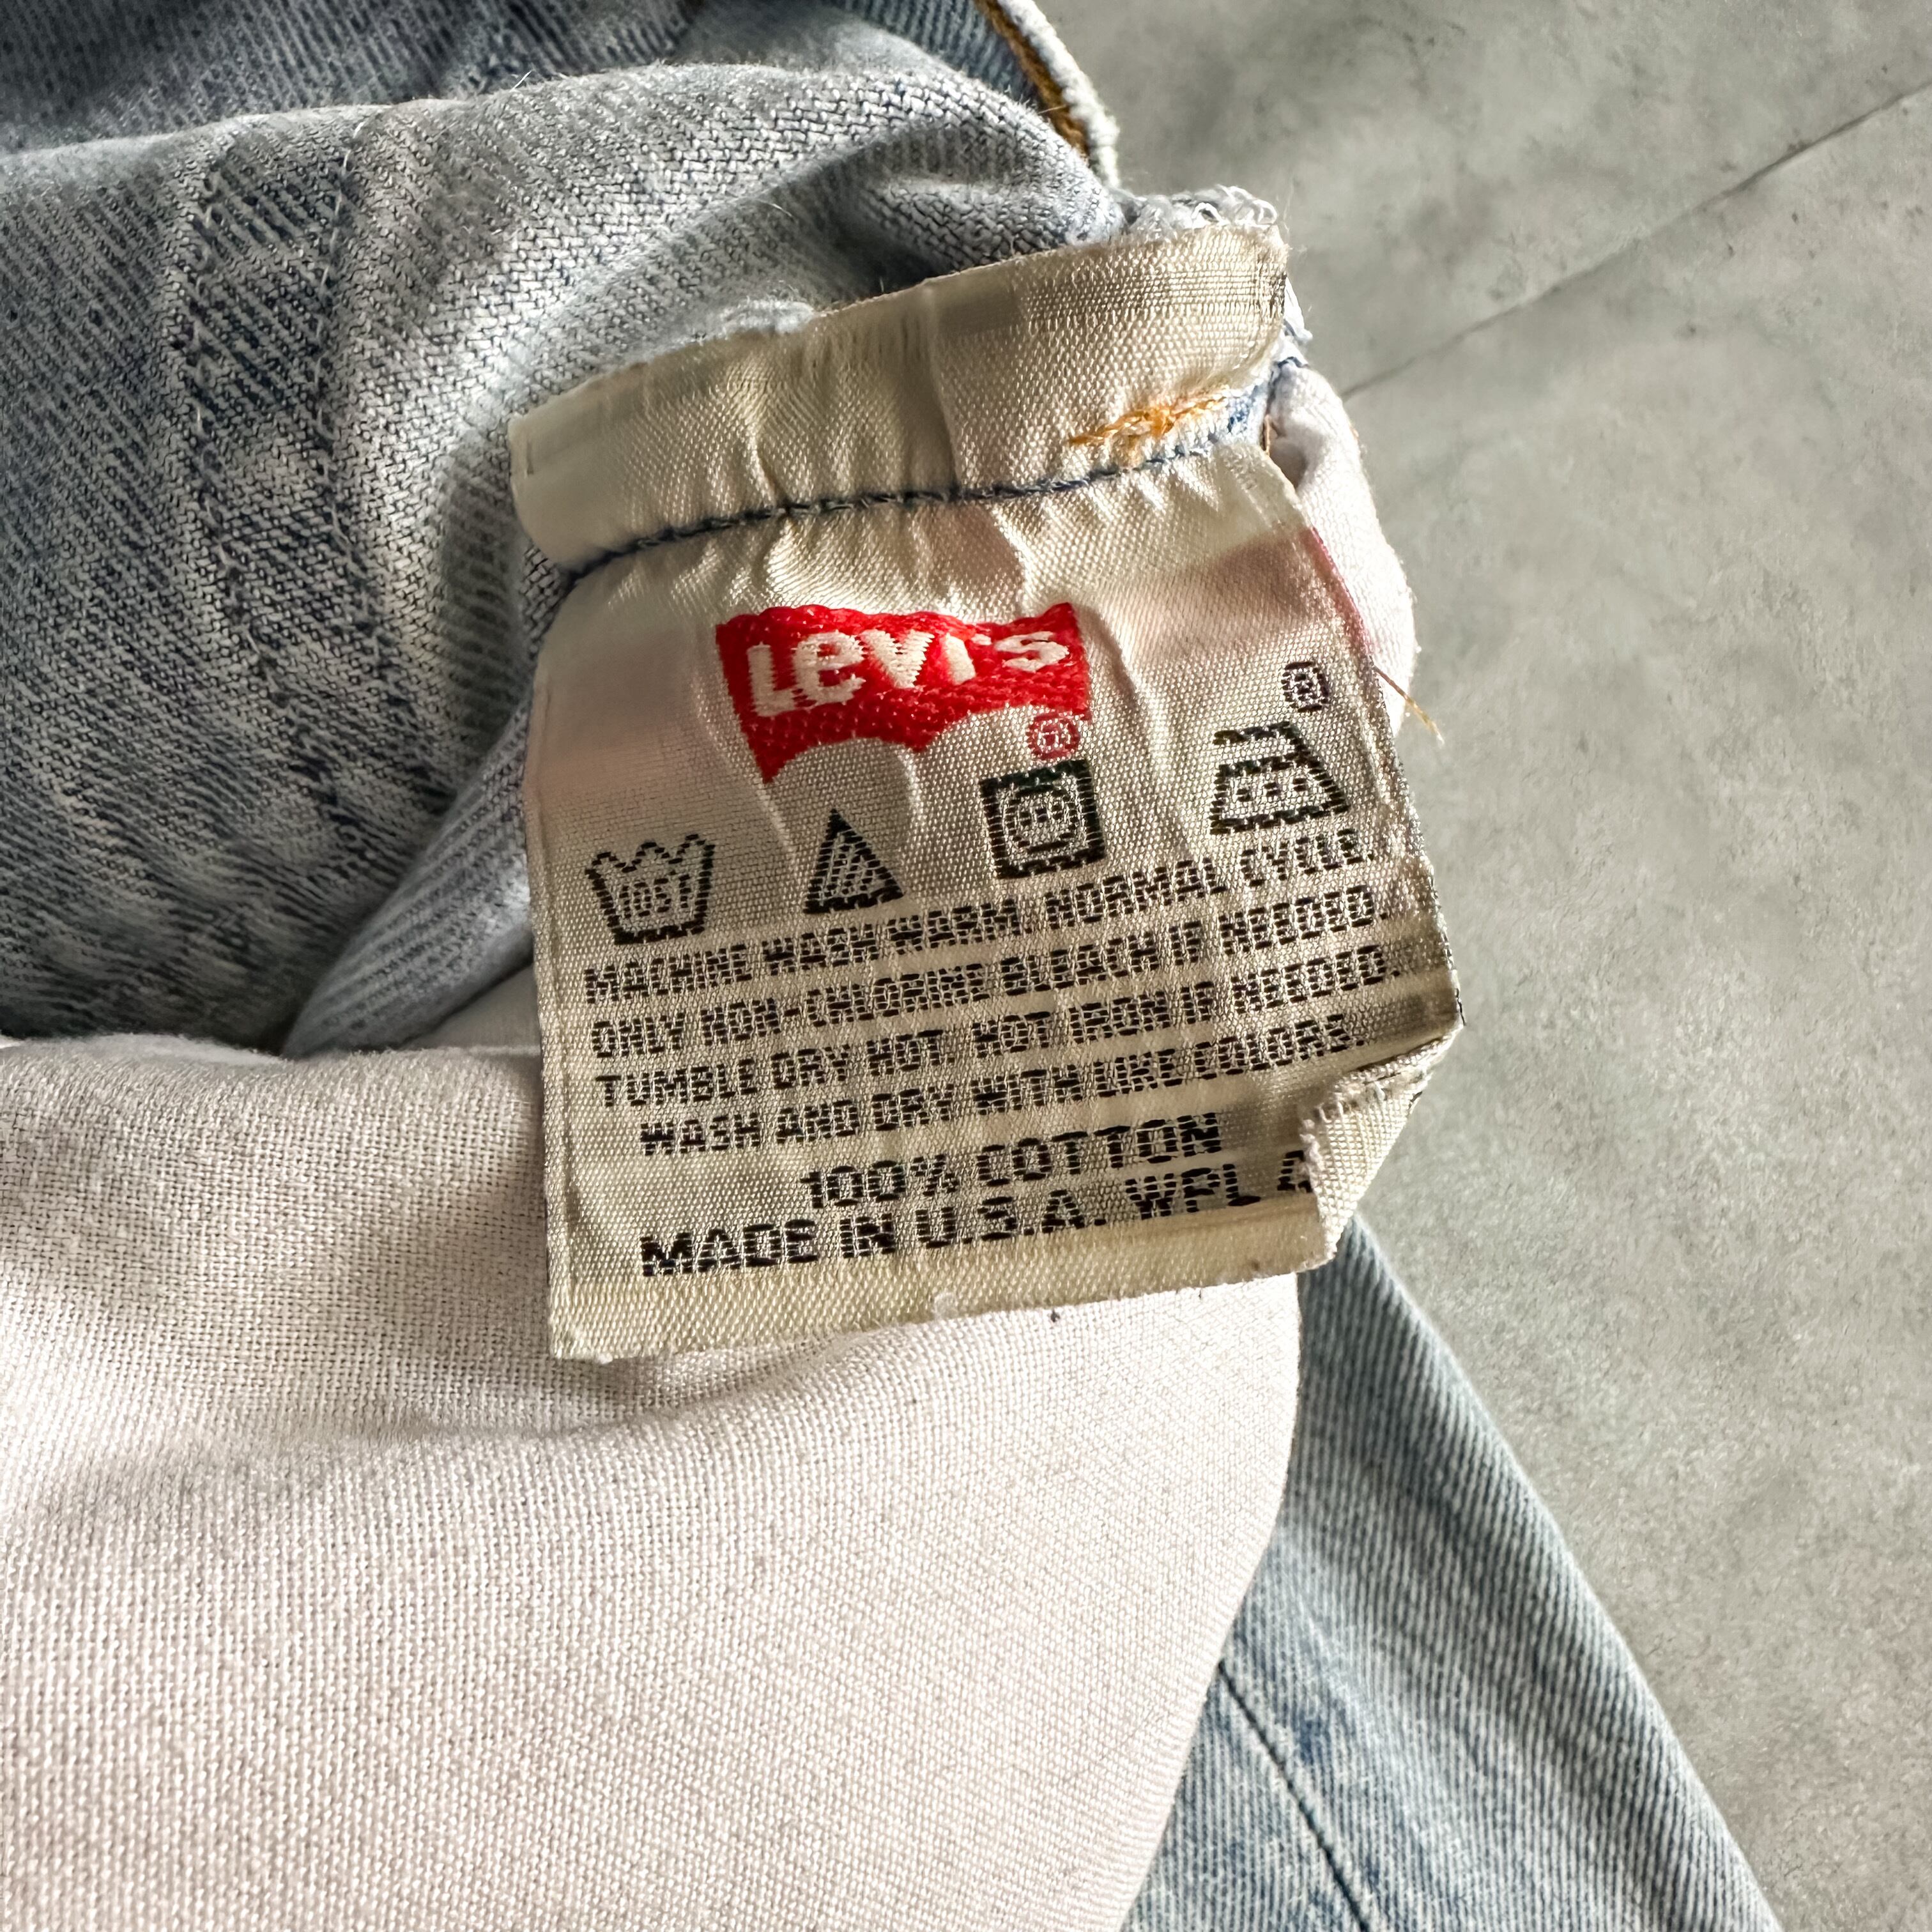 Levi's
®
®
105F
MACHINE WASH WARM. NORMAL CYCLE.
ONLY NON-CHLORINE BLEACH IF NEEDED.
TUMBLE DRY HOT. HOT IRON IF NEEDED.
WASH AND DRY WITH LIKE COLORS.
100% COTTON
MADE IN U.S.A. WPL